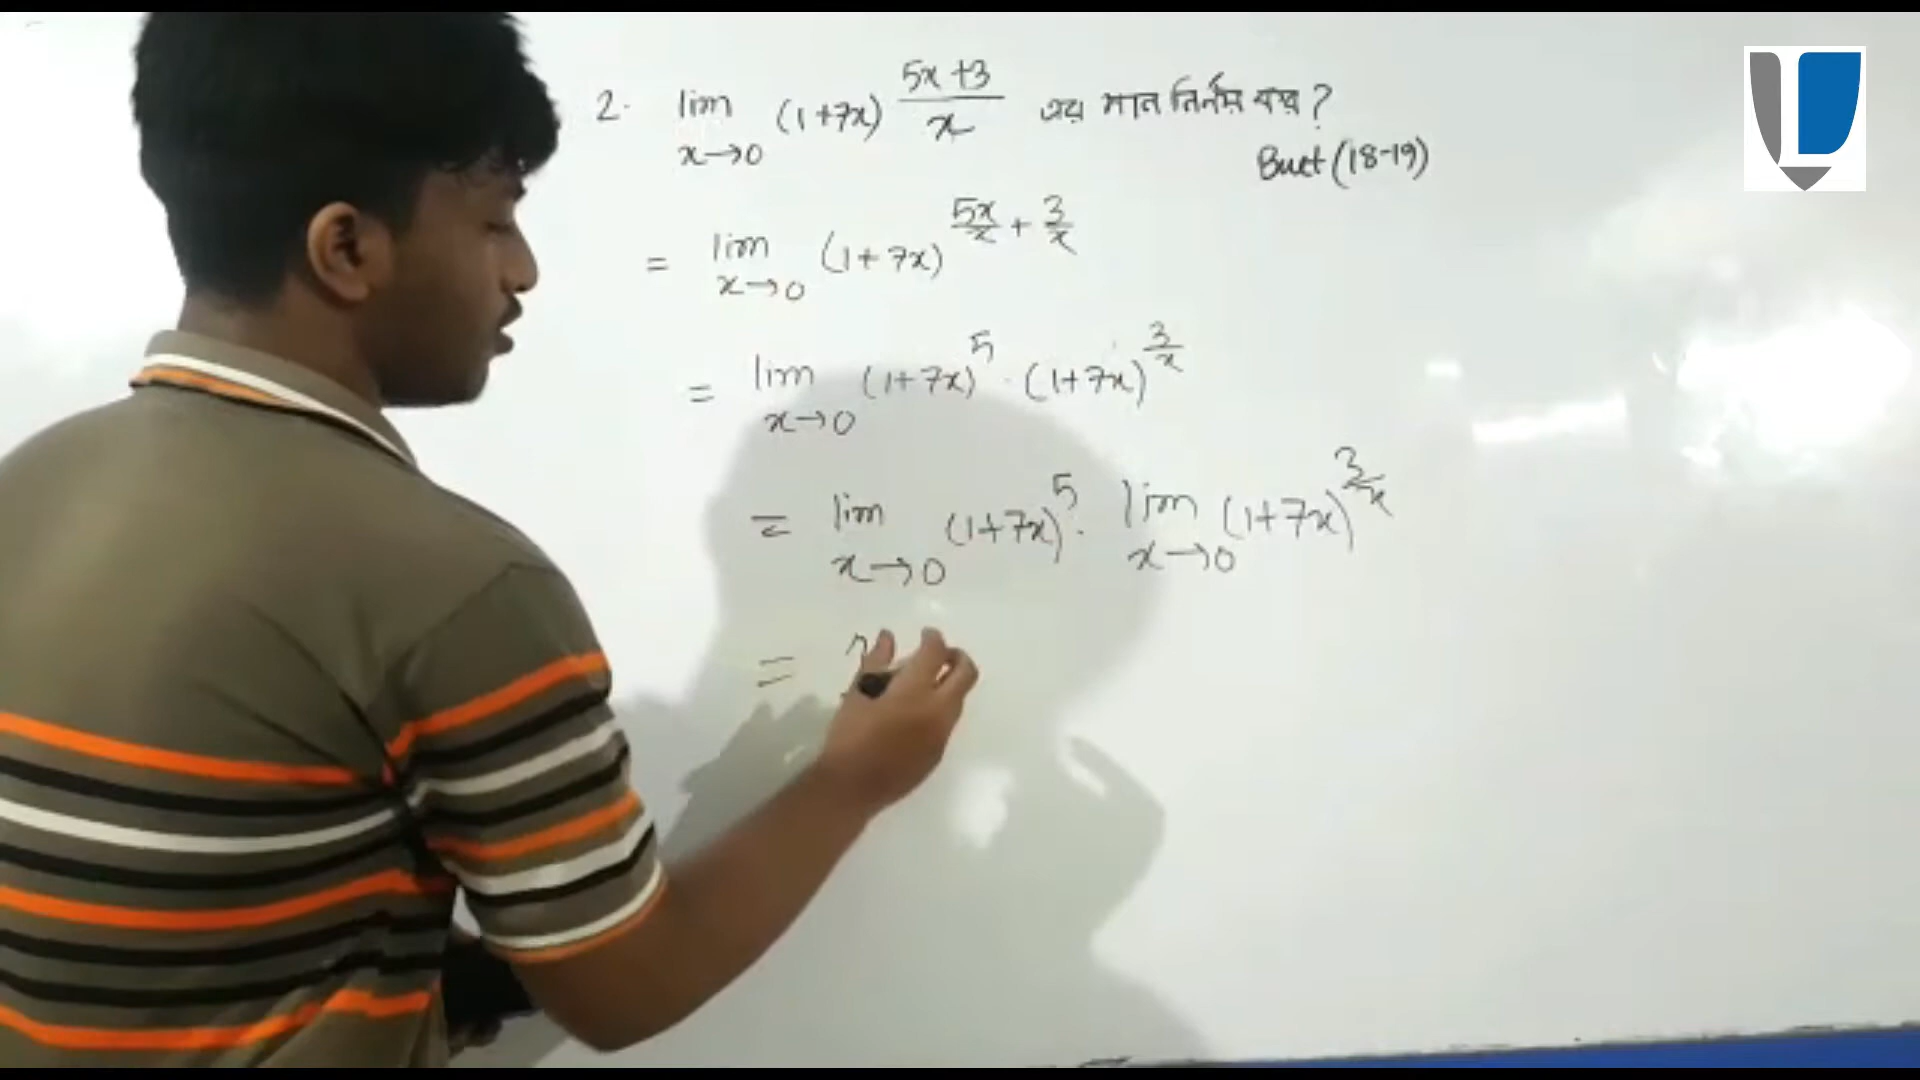 2. lim x→0 (1+7x)^(5x+3)/x এর মান নির্ণয় কর?
Buet (18-19)
= lim x→0 (1+7x)^(5x/x + 3/x)
= lim x→0 (1+7x)^5 · (1+7x)^(3/x)
= lim x→0 (1+7x)^5 · lim x→0 (1+7x)^(3/x)
=